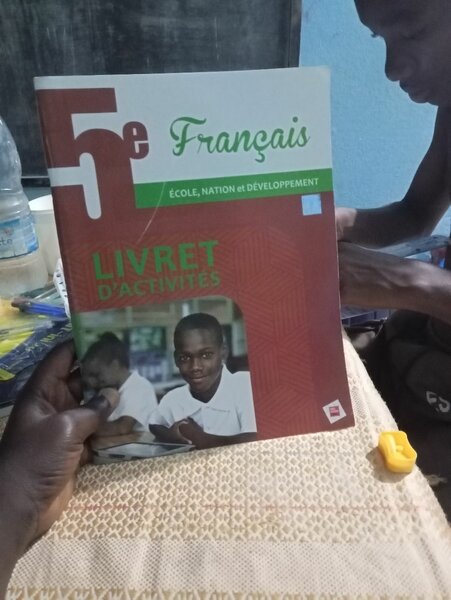 5e
Français
ÉCOLE, NATION et DÉVELOPPEMENT
LIVRET
D'ACTIVITÉS